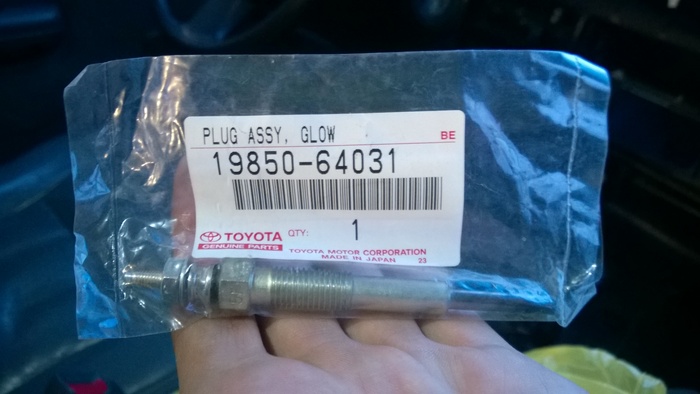 PLUG ASSY, GLOW BE
19850-64031
TOYOTA QTY: 1
GENUINE PARTS TOYOTA MOTOR CORPORATION
MADE IN JAPAN 23